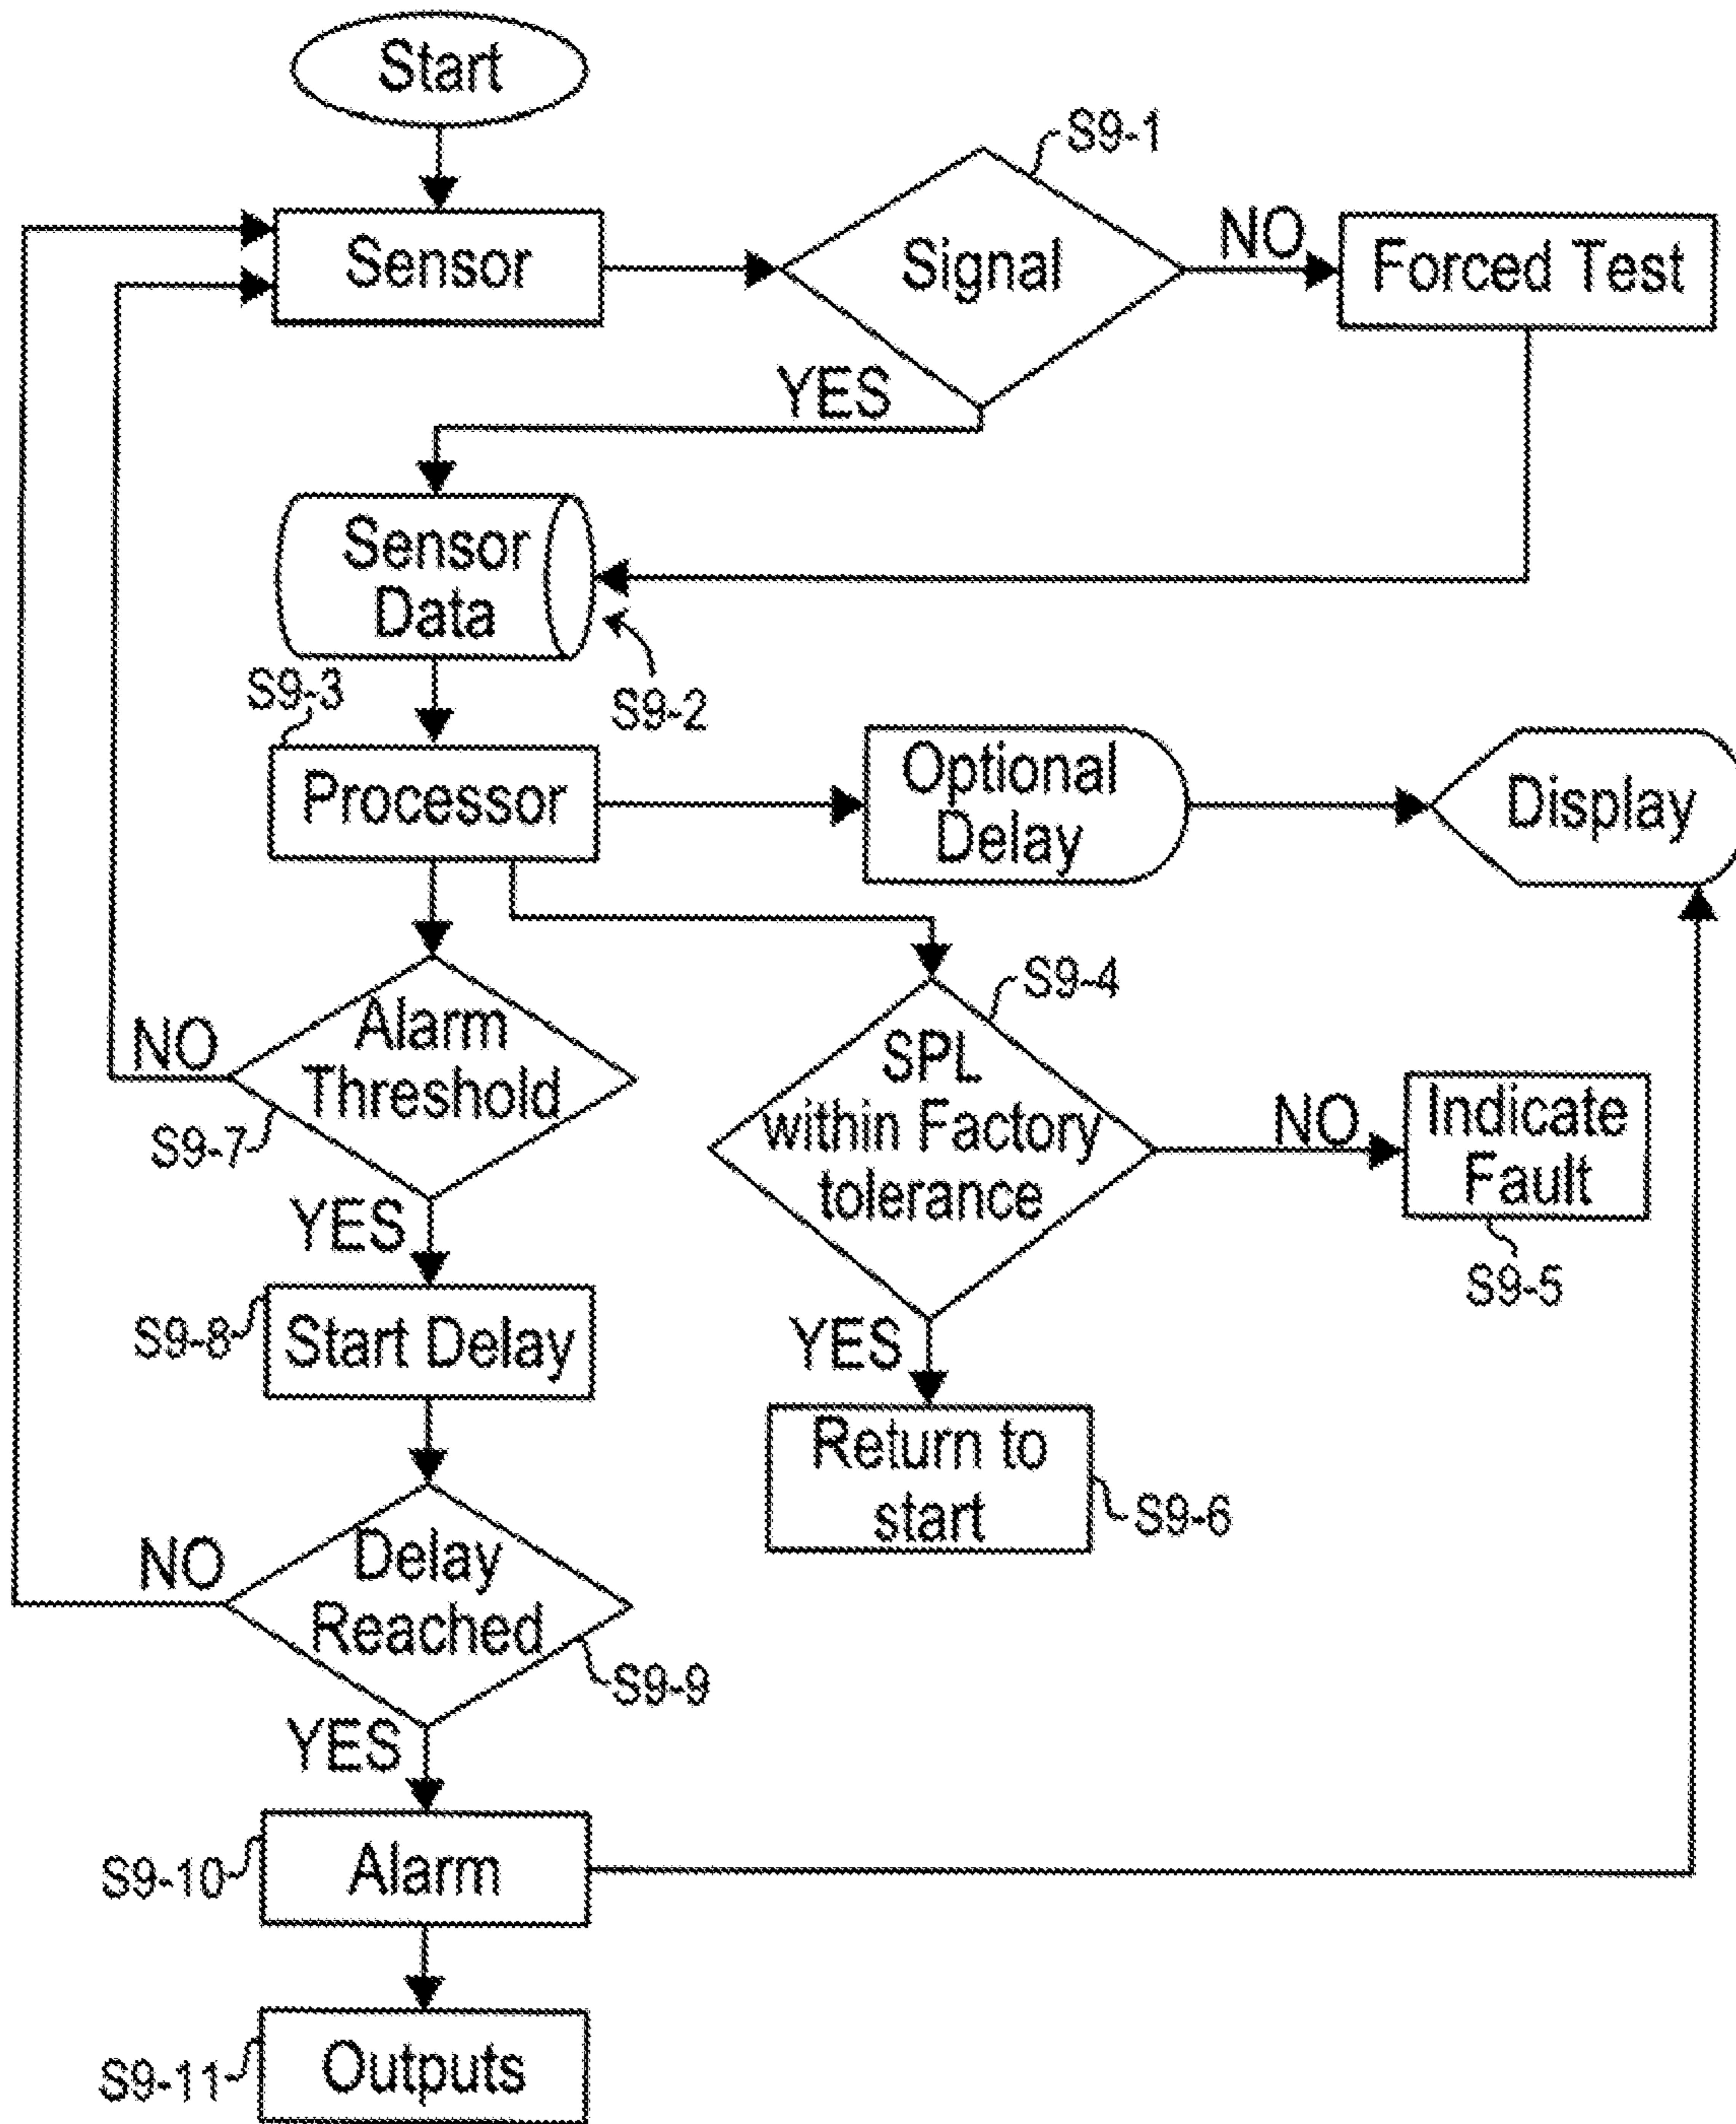 Start
S9-1
Sensor
Signal
NO
Forced Test
YES
Sensor
Data
S9-2
S9-3
Processor
Optional
Delay
Display
S9-4
Alarm
Threshold
NO
S9-7
SPL
within Factory
tolerance
NO
Indicate
Fault
S9-5
YES
S9-8
Start Delay
YES
Return to
start
S9-6
NO
Delay
Reached
S9-9
YES
S9-10
Alarm
S9-11
Outputs